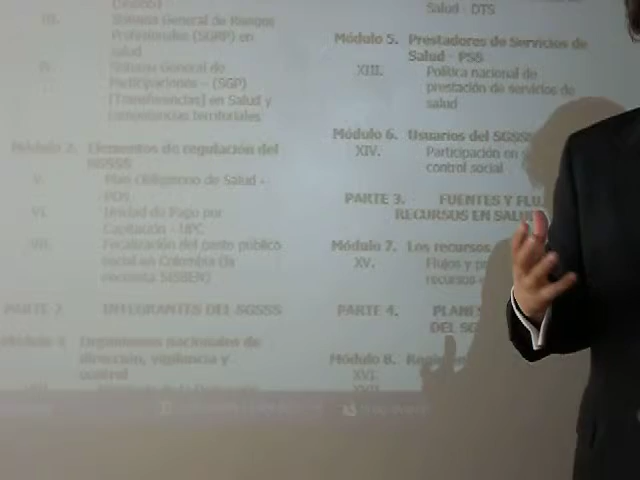 III. Sistema General de Riesgos
Profesionales (SGRP) en
salud
Sistema General de
Participaciones - (SGP)
[Transferencias] en Salud y
competencias territoriales
Módulo 2. Elementos de regulación del
SGSSS
V. Plan Obligatorio de Salud -
POS
VI. Unidad de Pago por
Capitación - UPC
VII. Focalización del gasto público
social en Colombia (la
encuesta SISBEN)
PARTE 2 INTEGRANTES DEL SGSSS
Organismos nacionales de
dirección, vigilancia y
control
Salud - DTS
Módulo 5. Prestadores de Servicios de
Salud - PSS
XIII. Política nacional de
prestación de servicios de
salud
Módulo 6. Usuarios del SGSSS
XIV. Participación en
control social
PARTE 3. FUENTES Y
RECURSOS EN
Módulo 7. Los recursos
XV. Flujos y
recursos
PARTE 4.
DEL
Módulo 8.
XVI.